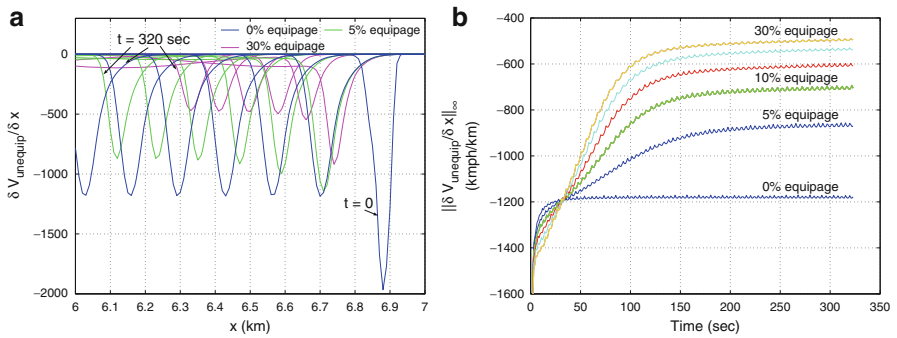 a
0% equipage
5% equipage
30% equipage
t = 320 sec
t=0
0
−500
−1000
−1500
−2000
δ V_unequip/δ x
6
6.1
6.2
6.3
6.4
6.5
6.6
6.7
6.8
6.9
7
x (km)
b
−400
−600
−800
−1000
−1200
−1400
−1600
||δ V_unequip/δ x||∞
(kmph/km)
30% equipage
10% equipage
5% equipage
0% equipage
0
50
100
150
200
250
300
350
Time (sec)